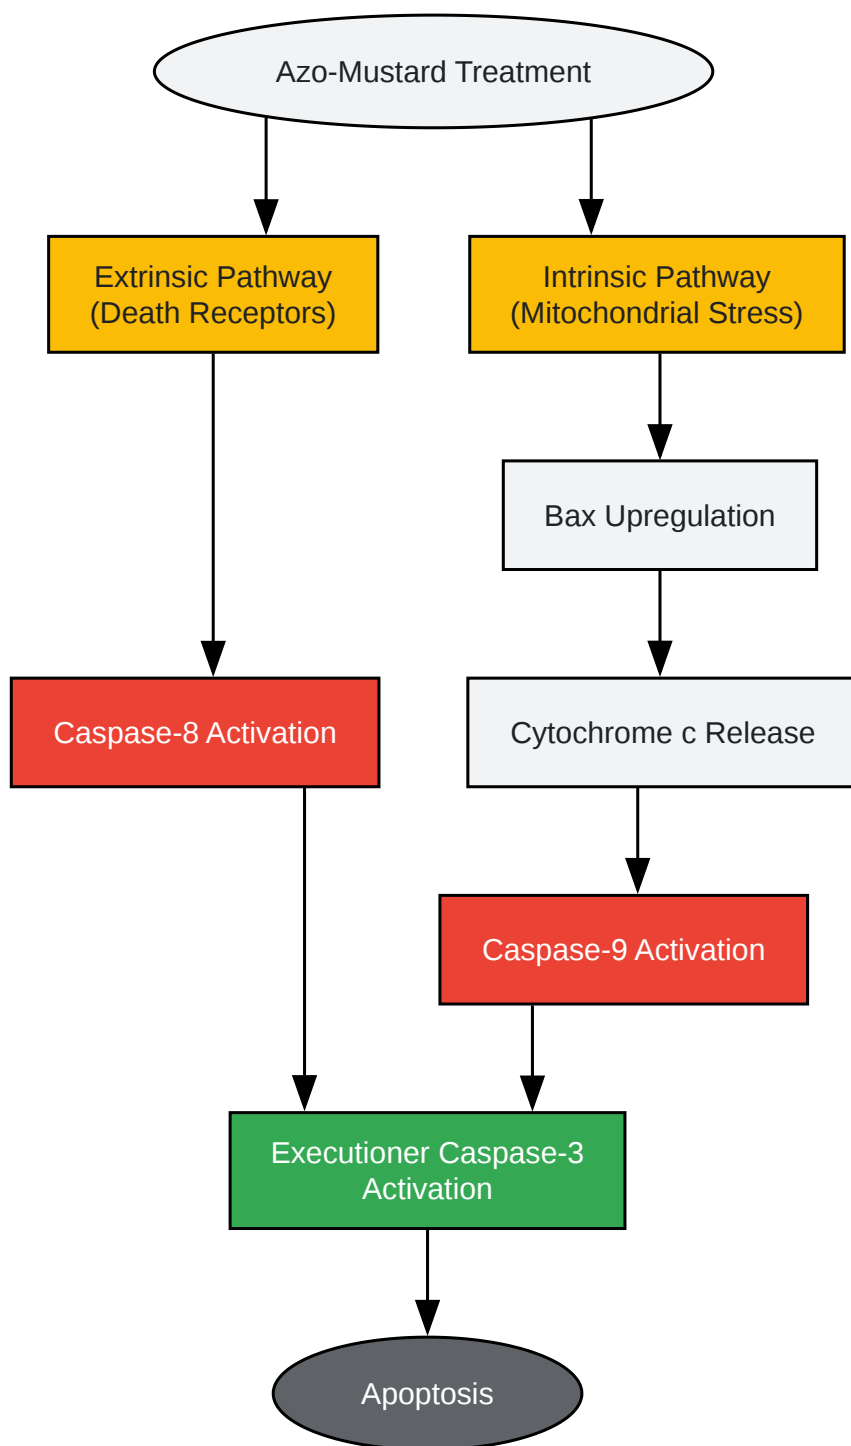 Azo-Mustard Treatment
Extrinsic Pathway
(Death Receptors)
Intrinsic Pathway
(Mitochondrial Stress)
Bax Upregulation
Caspase-8 Activation
Cytochrome c Release
Caspase-9 Activation
Executioner Caspase-3
Activation
Apoptosis